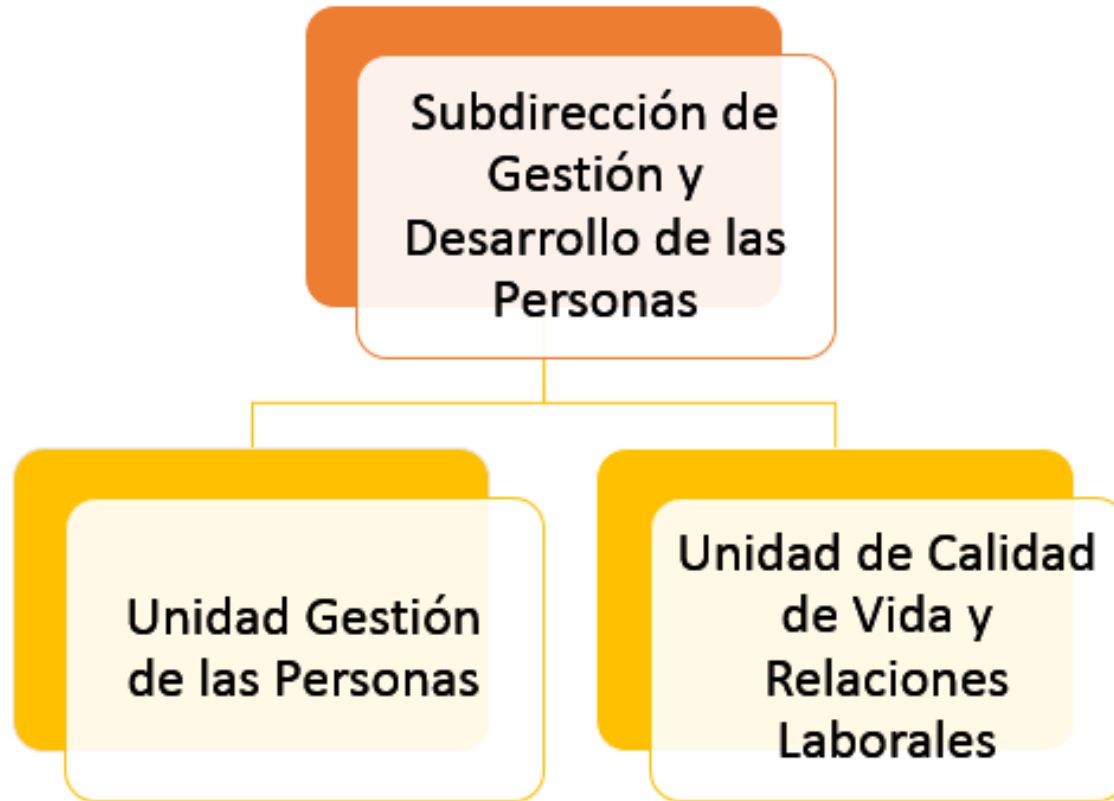 Subdirección de
Gestión y
Desarrollo de las
Personas
Unidad Gestión
de las Personas
Unidad de Calidad
de Vida y
Relaciones
Laborales